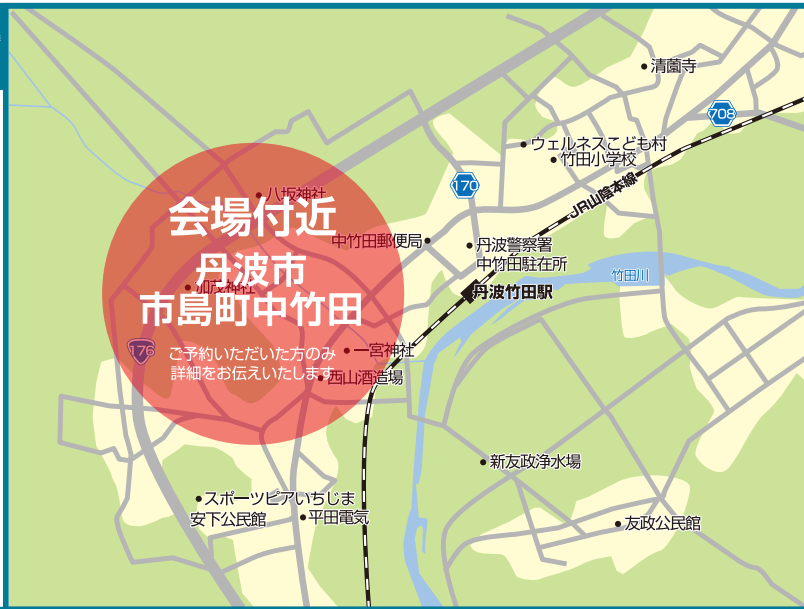 清薗寺
708
ウェルネスこども村
竹田小学校
170
JR山陰本線
八坂神社
会場付近
中竹田郵便局
丹波警察署
中竹田駐在所
丹波市
竹田川
加茂神社
丹波竹田駅
市島町中竹田
176
ご予約いただいた方のみ
詳細をお伝えいたします
一宮神社
西山酒造場
新友政浄水場
スポーツピアいちじま
安下公民館
平田電気
友政公民館